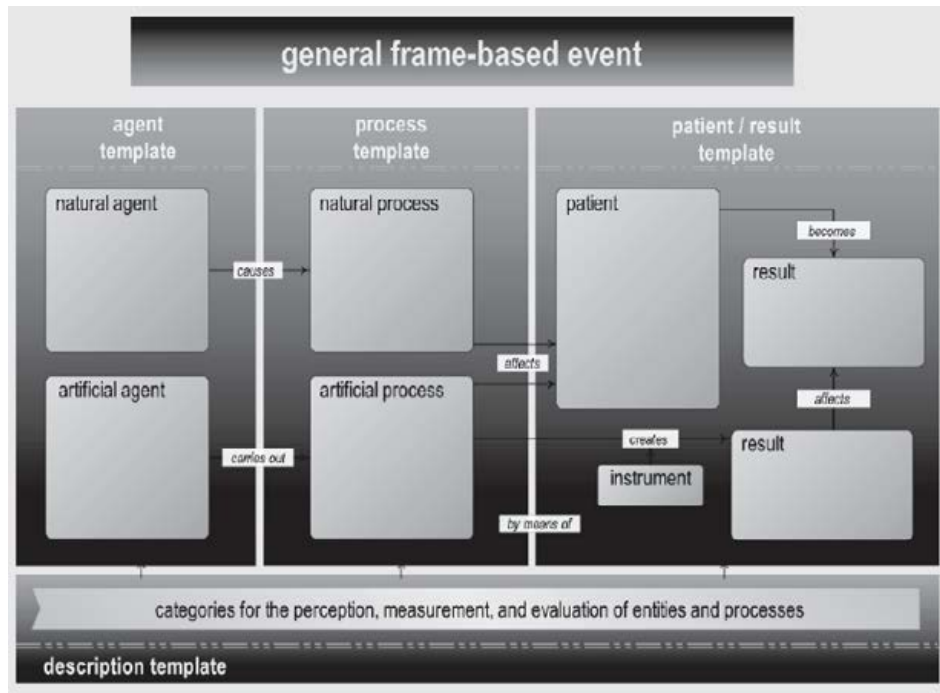 general frame-based event
agent
template
process
template
patient / result
template
natural agent
natural process
patient
becomes
result
causes
affects
artificial agent
artificial process
affects
creates
result
carries out
instrument
by means of
categories for the perception, measurement, and evaluation of entities and processes
description template